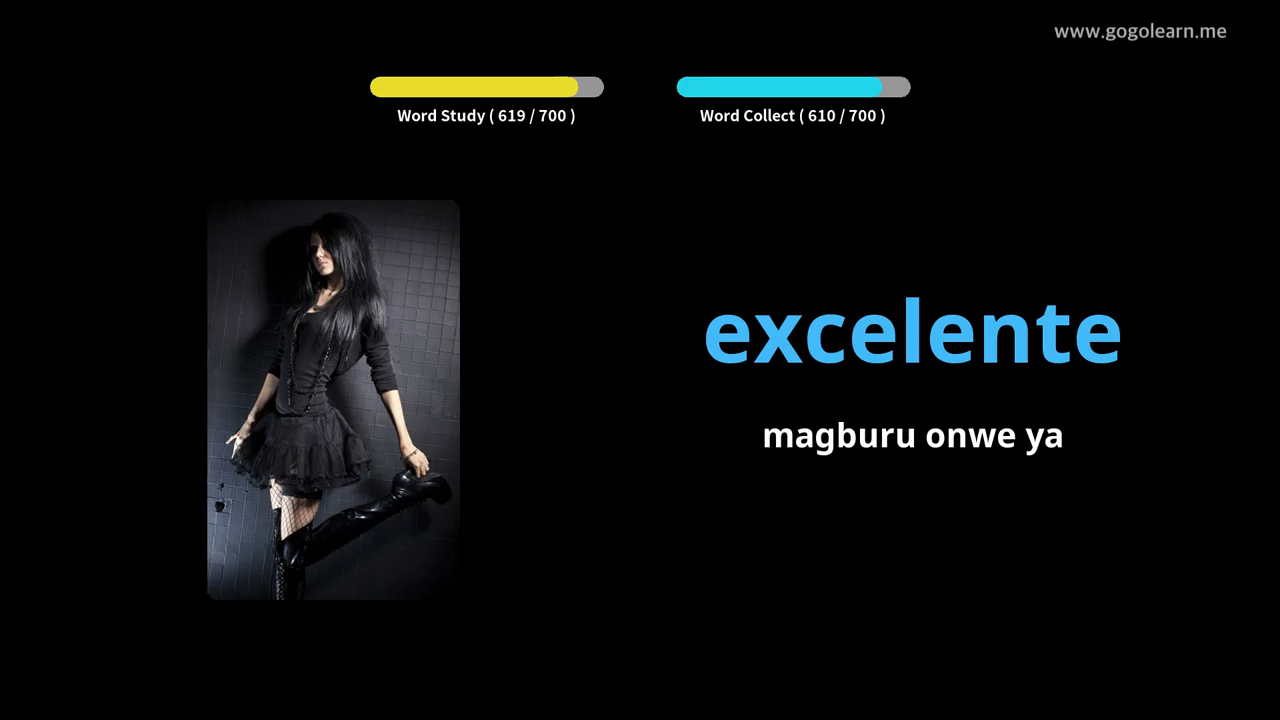 www.gogolearn.me
Word Study ( 619 / 700 )
Word Collect ( 610 / 700 )
excelente
magburu onwe ya